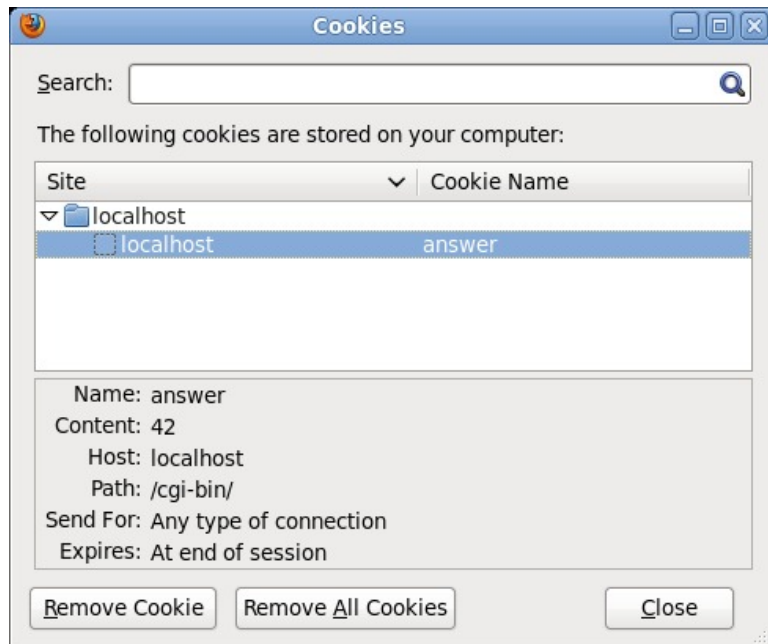 Cookies
Search:
The following cookies are stored on your computer:
Site Cookie Name
localhost
localhost answer
Name: answer
Content: 42
Host: localhost
Path: /cgi-bin/
Send For: Any type of connection
Expires: At end of session
Remove Cookie Remove All Cookies Close